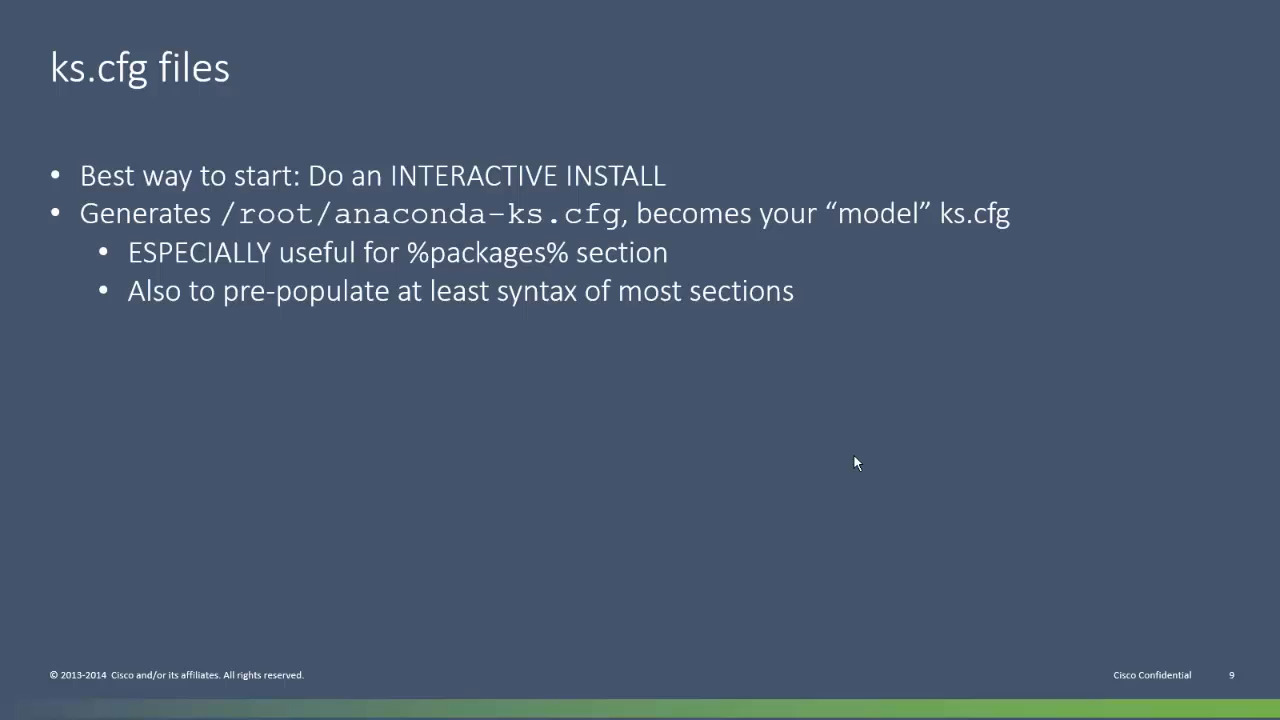 ks.cfg files
• Best way to start: Do an INTERACTIVE INSTALL
• Generates /root/anaconda-ks.cfg, becomes your “model” ks.cfg
• ESPECIALLY useful for %packages% section
• Also to pre-populate at least syntax of most sections
© 2013-2014 Cisco and/or its affiliates. All rights reserved.
Cisco Confidential
9